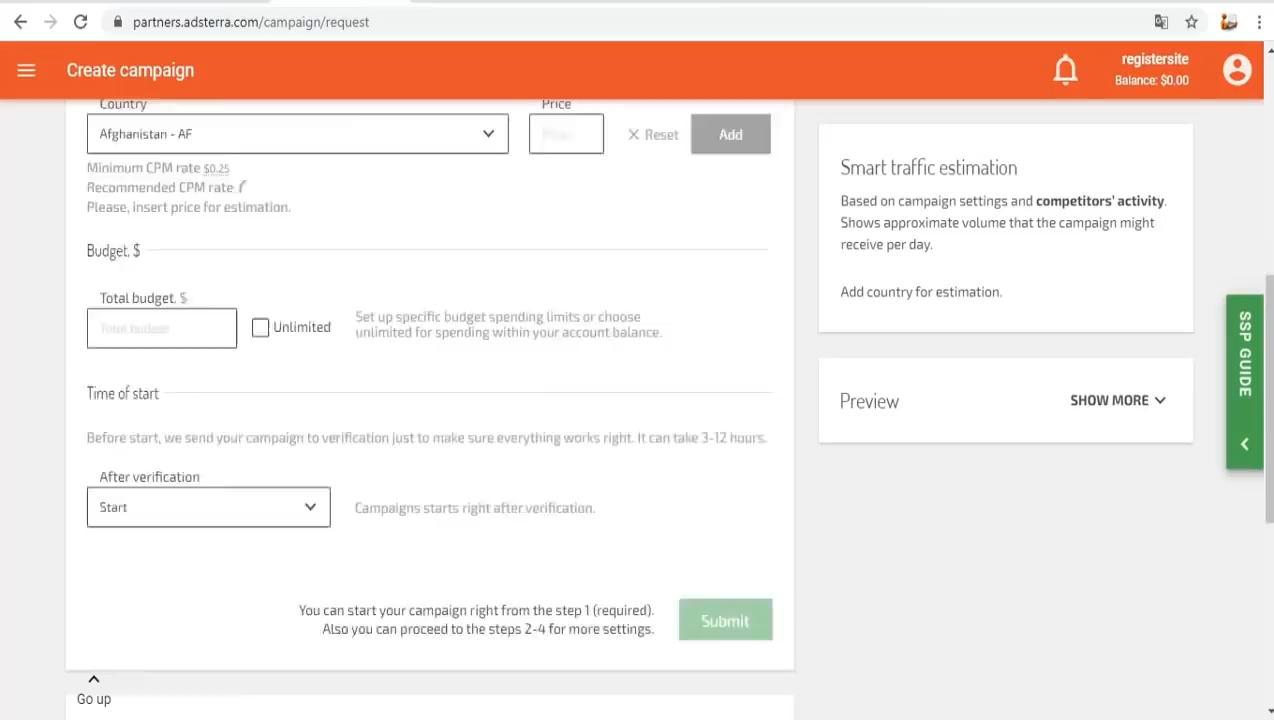 partners.adsterra.com/campaign/request
Create campaign
registersite
Balance: $0.00
Country
Price
Afghanistan - AF
Reset
Add
Minimum CPM rate $0.25
Recommended CPM rate
Please, insert price for estimation.
Budget, $
Total budget, $
Total budget
Unlimited
Set up specific budget spending limits or choose
unlimited for spending within your account balance.
Time of start
Before start, we send your campaign to verification just to make sure everything works right. It can take 3-12 hours.
After verification
Start
Campaigns starts right after verification.
You can start your campaign right from the step 1 (required).
Also you can proceed to the steps 2-4 for more settings.
Submit
Go up
Smart traffic estimation
Based on campaign settings and competitors' activity.
Shows approximate volume that the campaign might
receive per day.
Add country for estimation.
Preview
SHOW MORE
SSP GUIDE